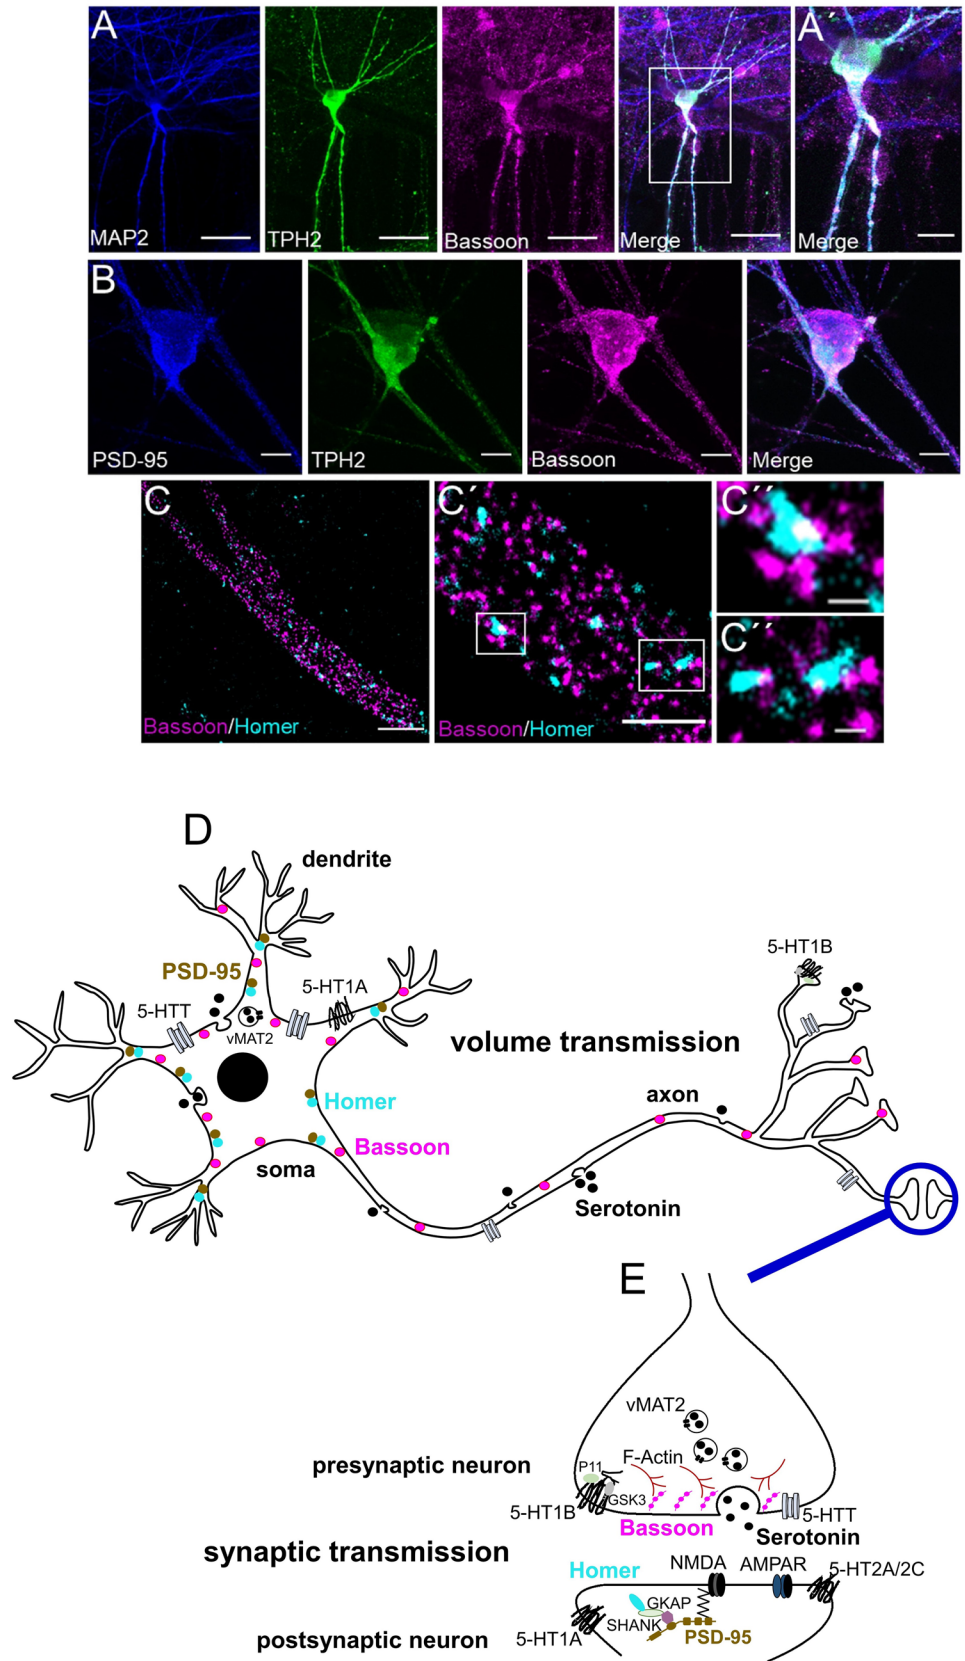 A
A´
MAP2
TPH2
Bassoon
Merge
Merge
B
PSD-95
TPH2
Bassoon
Merge
C
C´
C´´
C´´
Bassoon/Homer
Bassoon/Homer
D
dendrite
5-HT1B
PSD-95
5-HT1A
5-HTT
vMAT2
volume transmission
axon
Homer
Bassoon
soma
Serotonin
E
vMAT2
F-Actin
presynaptic neuron
P11
GSK3
5-HT1B
5-HTT
Bassoon
Serotonin
synaptic transmission
NMDA
AMPAR
Homer
5-HT2A/2C
GKAP
SHANK
PSD-95
5-HT1A
postsynaptic neuron